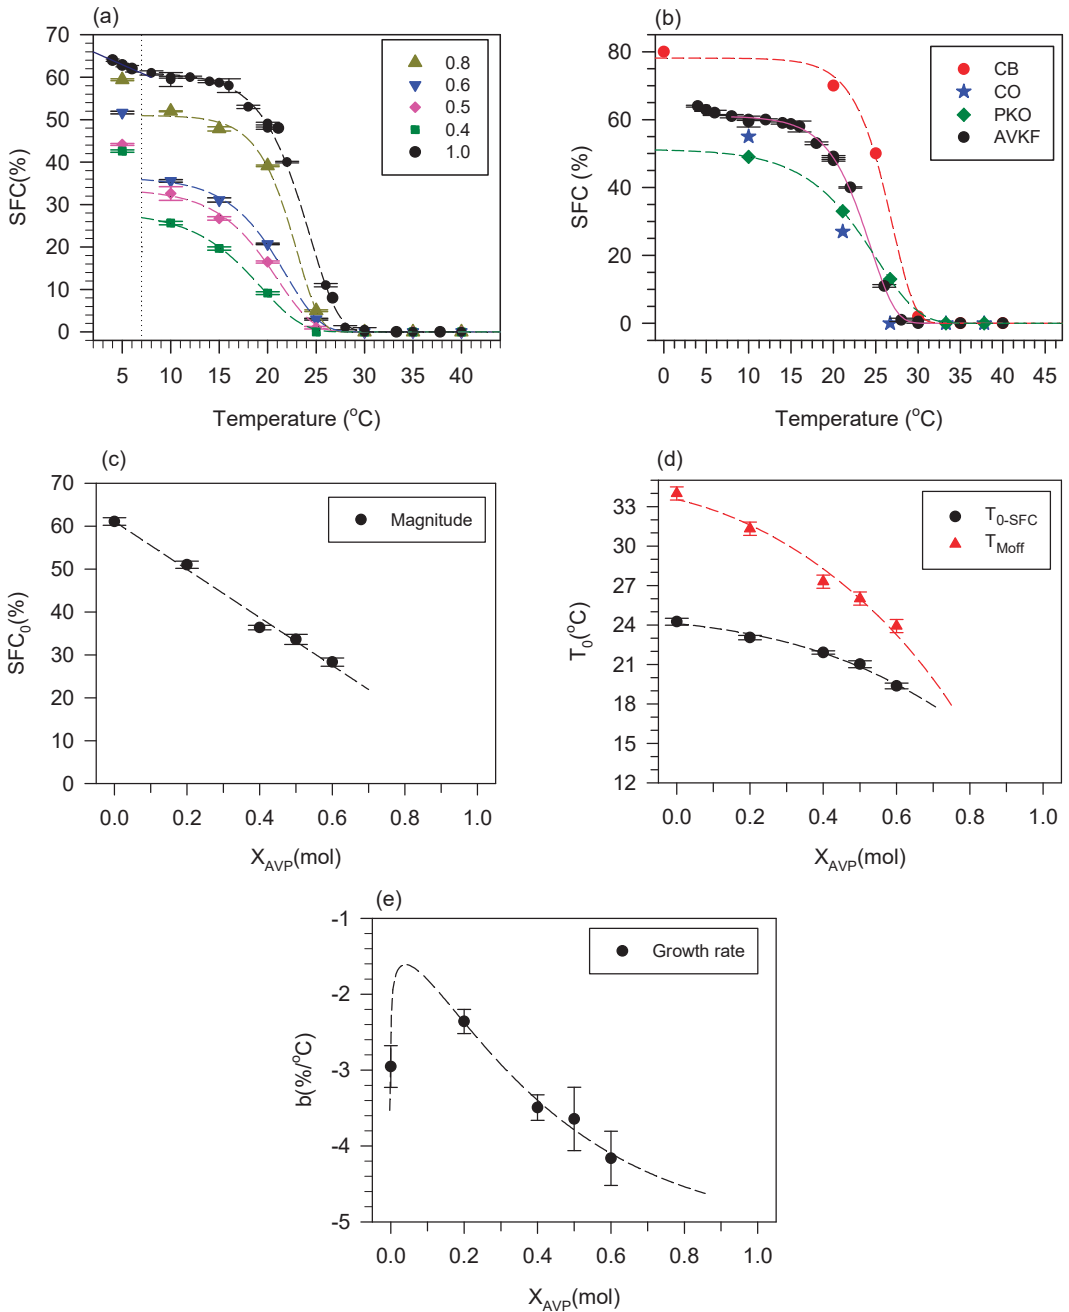 (a)
SFC(%)
70
60
50
40
30
20
10
0
5 10 15 20 25 30 35 40
Temperature (°C)
0.8
0.6
0.5
0.4
1.0
(b)
SFC (%)
80
60
40
20
0
0 5 10 15 20 25 30 35 40 45
Temperature (°C)
CB
CO
PKO
AVKF
(c)
SFC0(%)
70
60
50
40
30
20
10
0
0.0 0.2 0.4 0.6 0.8 1.0
XAVP(mol)
Magnitude
(d)
T0(°C)
33
30
27
24
21
18
15
12
0.0 0.2 0.4 0.6 0.8 1.0
XAVP(mol)
T0-SFC
TMoff
(e)
b(%/°C)
-1
-2
-3
-4
-5
0.0 0.2 0.4 0.6 0.8 1.0
XAVP(mol)
Growth rate